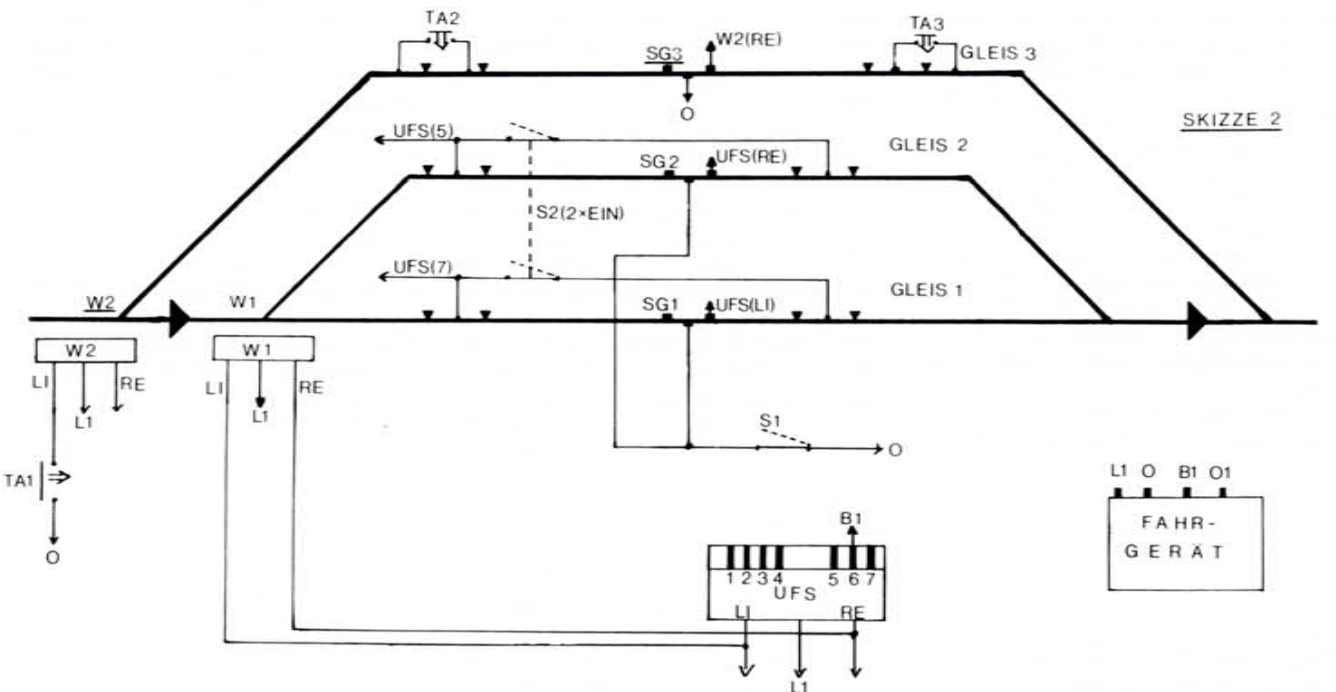 TA2
TA3
SG3
W2(RE)
GLEIS 3
O
SKIZZE 2
UFS(5)
GLEIS 2
SG2
UFS(RE)
S2(2×EIN)
UFS(7)
GLEIS 1
W2
W1
SG1
UFS(LI)
W2
W1
LI
RE
LI
RE
L1
L1
S1
O
TA1
O
L1 O B1 O1
FAHR-
GERÄT
B1
1 2 3 4 5 6 7
UFS
LI
RE
L1